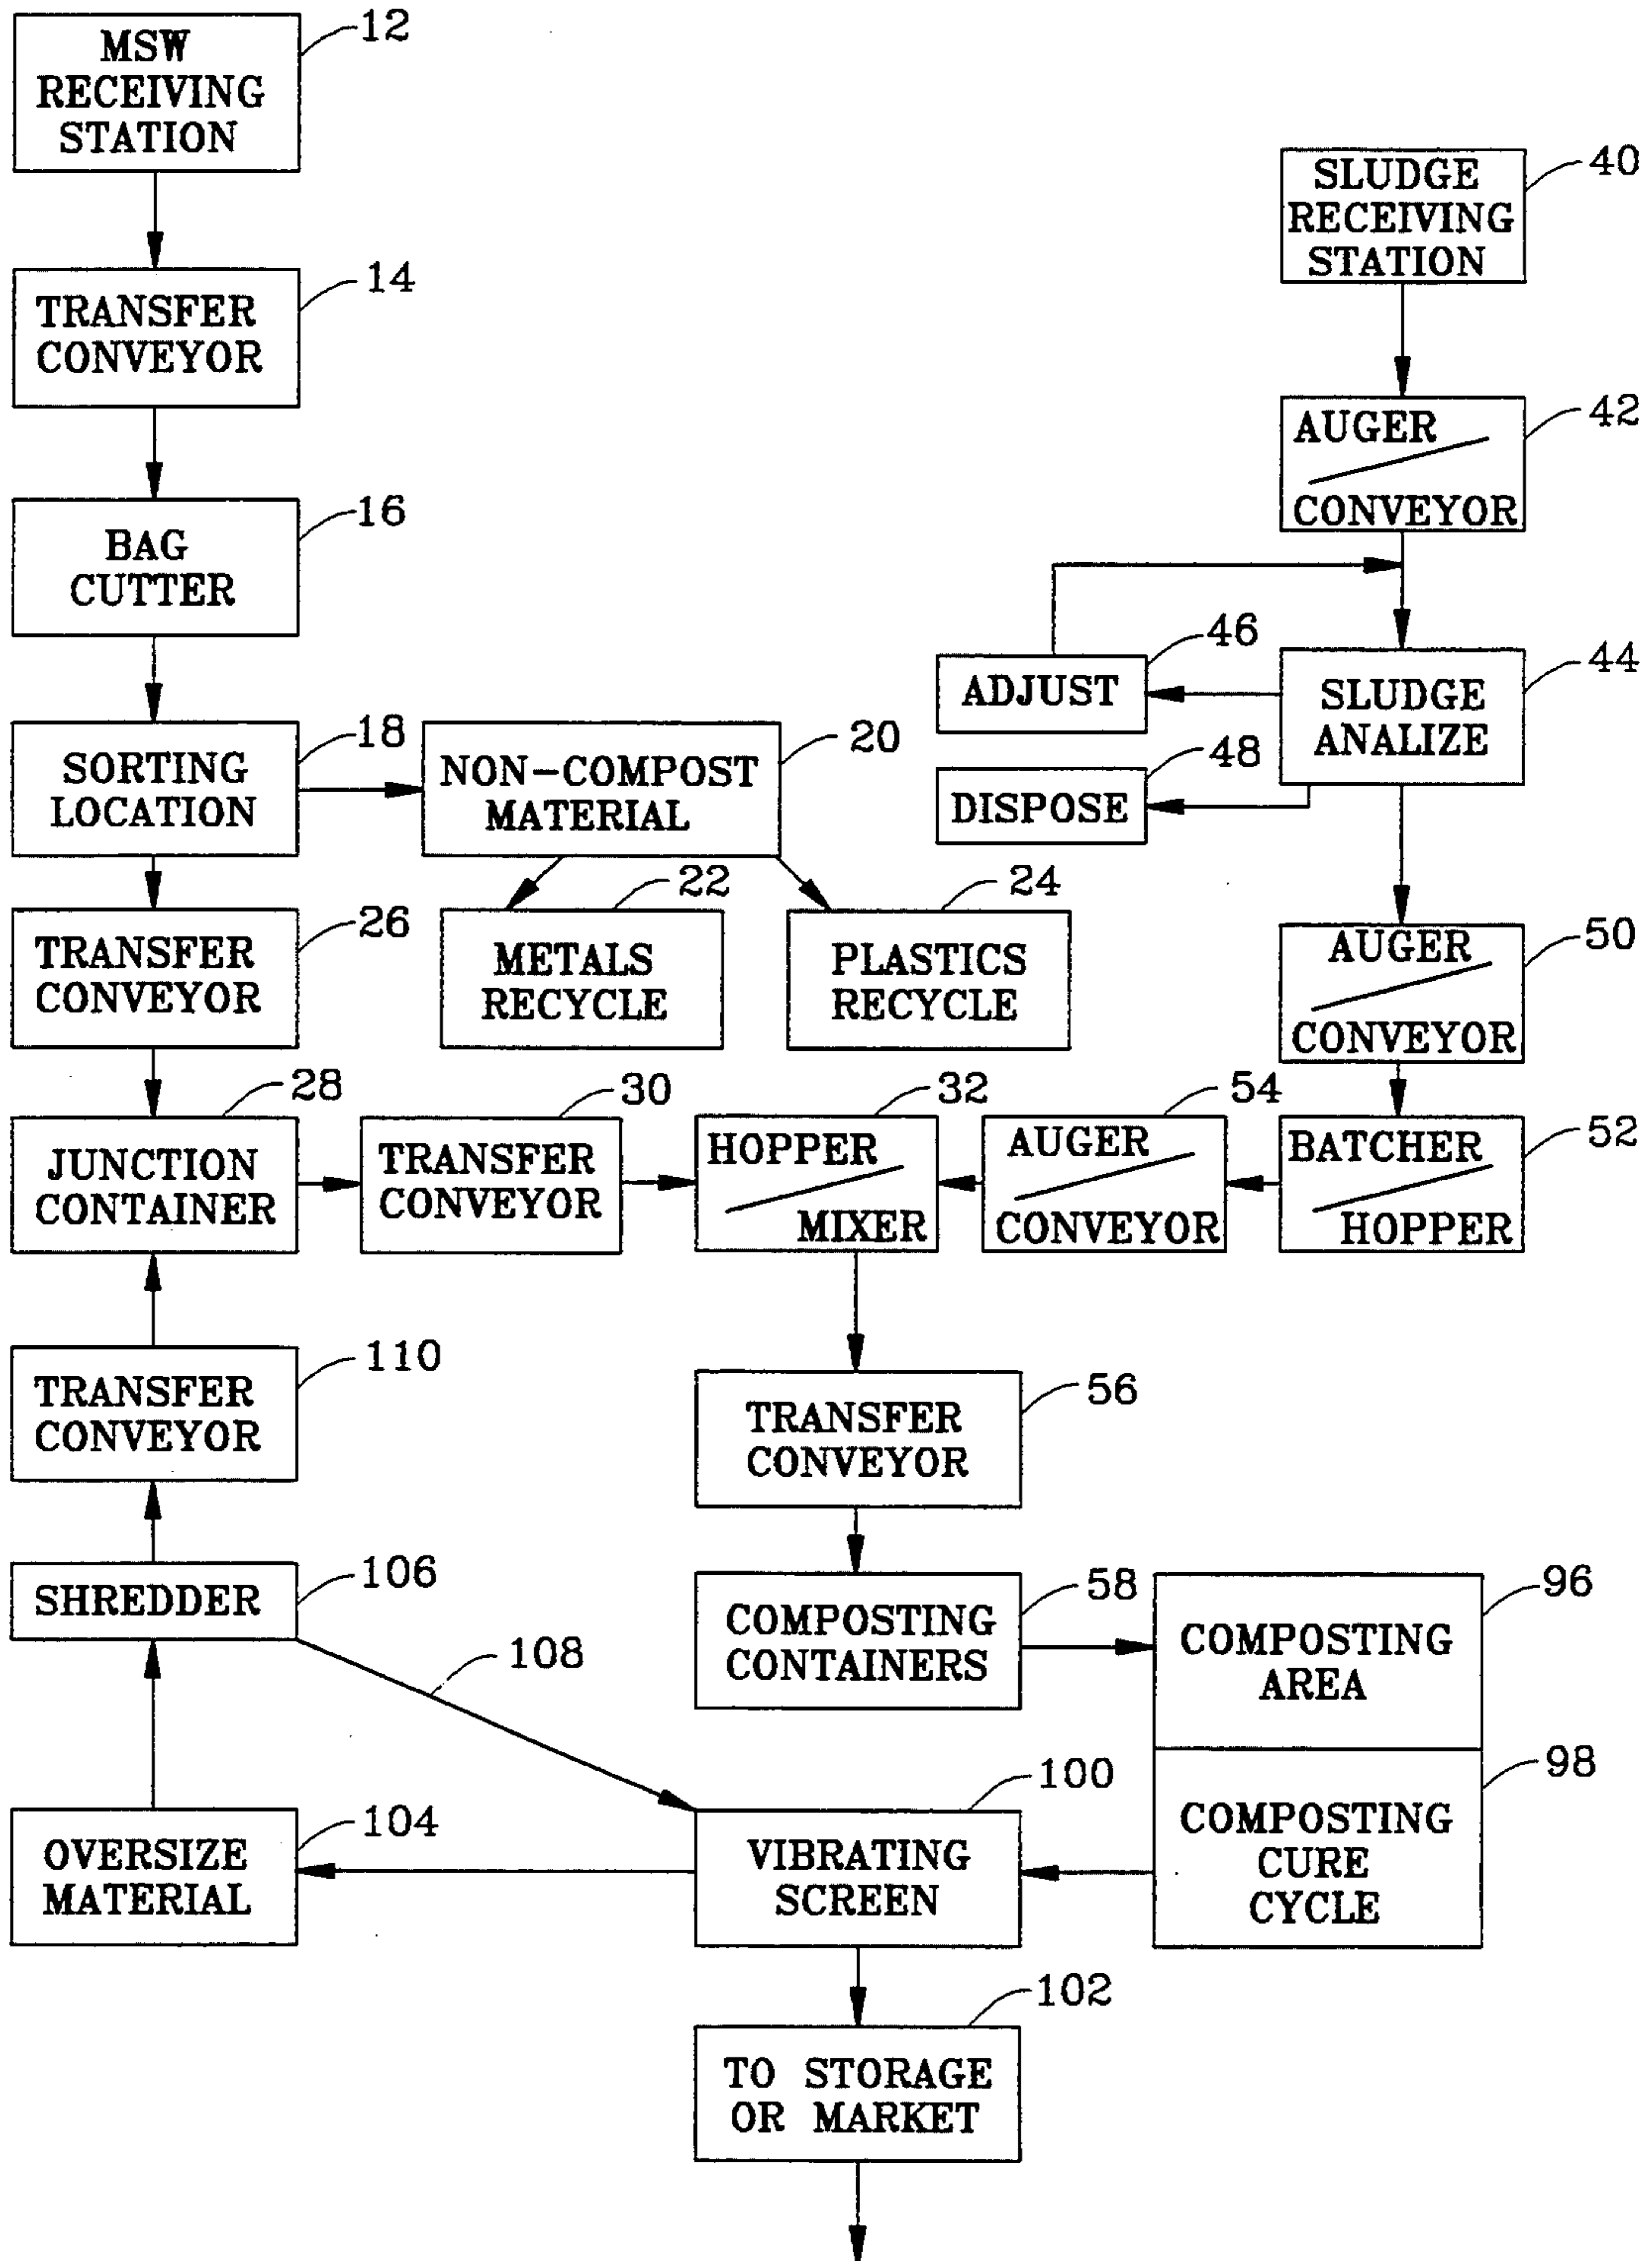 MSW
RECEIVING
STATION
12
TRANSFER
CONVEYOR
14
BAG
CUTTER
16
SORTING
LOCATION
18
NON-COMPOST
MATERIAL
20
METALS
RECYCLE
22
PLASTICS
RECYCLE
24
TRANSFER
CONVEYOR
26
SLUDGE
RECEIVING
STATION
40
AUGER
CONVEYOR
42
SLUDGE
ANALIZE
44
ADJUST
46
DISPOSE
48
AUGER
CONVEYOR
50
BATCHER
HOPPER
52
AUGER
CONVEYOR
54
HOPPER
MIXER
32
TRANSFER
CONVEYOR
30
JUNCTION
CONTAINER
28
TRANSFER
CONVEYOR
110
SHREDDER
106
108
OVERSIZE
MATERIAL
104
TRANSFER
CONVEYOR
56
COMPOSTING
CONTAINERS
58
COMPOSTING
AREA
96
COMPOSTING
CURE
CYCLE
98
VIBRATING
SCREEN
100
TO STORAGE
OR MARKET
102